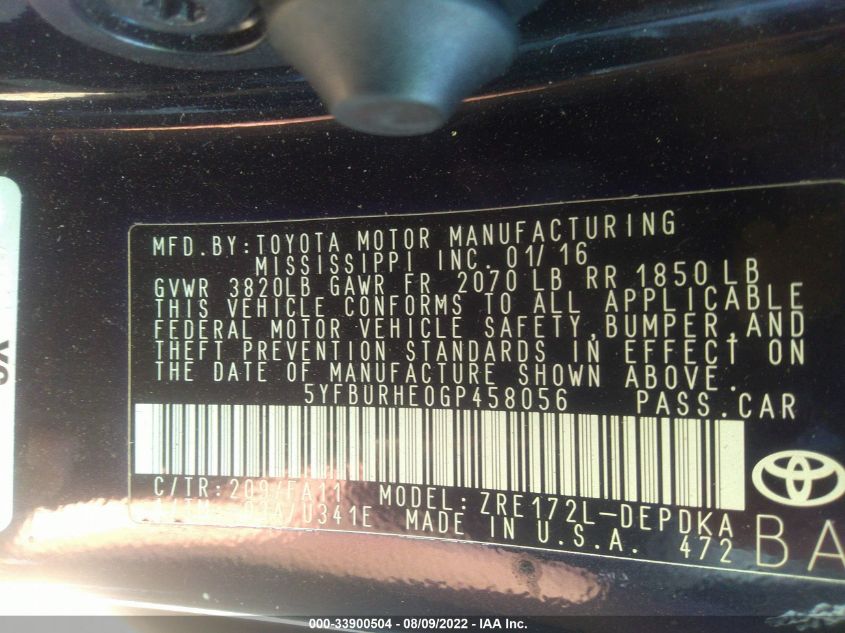 MFD.BY:TOYOTA MOTOR MANUFACTURING
MISSISSIPPI INC. 01/16
GVWR 3820LB GAWR FR 2070 LB RR 1850LB
THIS VEHICLE CONFORMS TO ALL APPLICABLE
FEDERAL MOTOR VEHICLE SAFETY,BUMPER,AND
THEFT PREVENTION STANDARDS IN EFFECT ON
THE DATE OF MANUFACTURE SHOWN ABOVE.
5YFBURHE0GP458056 PASS.CAR
C/TR:209/FA11 MODEL:ZRE172L-DEPDKA
/U341E MADE IN U.S.A. 472
BA
000-33900504 - 08/09/2022 - IAA Inc.